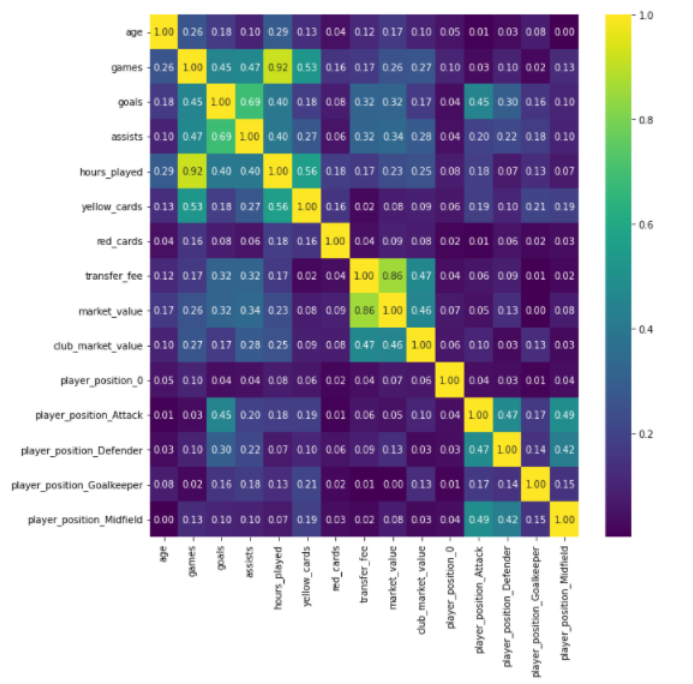 age 1.00 0.26 0.18 0.10 0.29 0.13 0.04 0.12 0.17 0.10 0.05 0.01 0.03 0.08 0.00
games 0.26 1.00 0.45 0.47 0.92 0.53 0.16 0.17 0.26 0.27 0.10 0.03 0.10 0.02 0.13
goals 0.18 0.45 1.00 0.69 0.40 0.18 0.08 0.32 0.32 0.17 0.04 0.45 0.30 0.16 0.10
assists 0.10 0.47 0.69 1.00 0.40 0.27 0.06 0.32 0.34 0.28 0.04 0.20 0.22 0.18 0.10
hours_played 0.29 0.92 0.40 0.40 1.00 0.56 0.18 0.17 0.23 0.25 0.08 0.18 0.07 0.13 0.07
yellow_cards 0.13 0.53 0.18 0.27 0.56 1.00 0.16 0.02 0.08 0.09 0.06 0.19 0.10 0.21 0.19
red_cards 0.04 0.16 0.08 0.06 0.18 0.16 1.00 0.04 0.09 0.08 0.02 0.01 0.06 0.02 0.03
transfer_fee 0.12 0.17 0.32 0.32 0.17 0.02 0.04 1.00 0.86 0.47 0.04 0.06 0.09 0.01 0.02
market_value 0.17 0.26 0.32 0.34 0.23 0.08 0.09 0.86 1.00 0.46 0.07 0.05 0.13 0.00 0.08
club_market_value 0.10 0.27 0.17 0.28 0.25 0.09 0.08 0.47 0.46 1.00 0.06 0.10 0.03 0.13 0.03
player_position_0 0.05 0.10 0.04 0.04 0.08 0.06 0.02 0.04 0.07 0.06 1.00 0.04 0.03 0.01 0.04
player_position_Attack 0.01 0.03 0.45 0.20 0.18 0.19 0.01 0.06 0.05 0.10 0.04 1.00 0.47 0.17 0.49
player_position_Defender 0.03 0.10 0.30 0.22 0.07 0.10 0.06 0.09 0.13 0.03 0.03 0.47 1.00 0.14 0.42
player_position_Goalkeeper 0.08 0.02 0.16 0.18 0.13 0.21 0.02 0.01 0.00 0.13 0.01 0.17 0.14 1.00 0.15
player_position_Midfield 0.00 0.13 0.10 0.10 0.07 0.19 0.03 0.02 0.08 0.03 0.04 0.49 0.42 0.15 1.00
age
games
goals
assists
hours_played
yellow_cards
red_cards
transfer_fee
market_value
club_market_value
player_position_0
player_position_Attack
player_position_Defender
player_position_Goalkeeper
player_position_Midfield
1.0
0.8
0.6
0.4
0.2